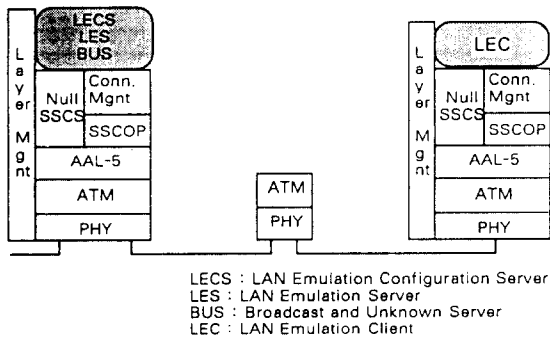 LECS
LES
BUS
Layer Mgnt
Null
SSCS
Conn.
Mgnt
SSCOP
AAL-5
ATM
PHY
ATM
PHY
LEC
Layer Mgnt
Null
SSCS
Conn.
Mgnt
SSCOP
AAL-5
ATM
PHY
LECS : LAN Emulation Configuration Server
LES : LAN Emulation Server
BUS : Broadcast and Unknown Server
LEC : LAN Emulation Client